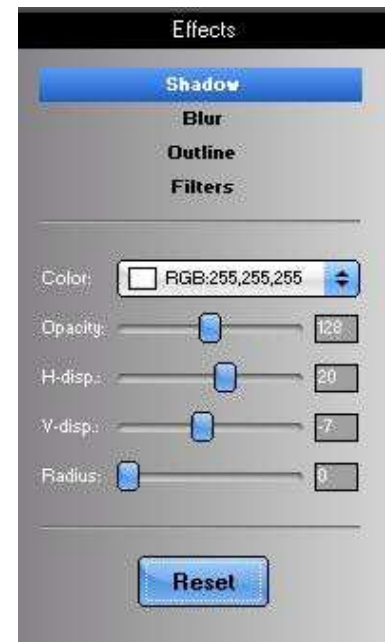 Effects
Shadow
Blur
Outline
Filters
Color: RGB:255,255,255
Opacity: 128
H-disp.: 20
V-disp.: -7
Radius: 0
Reset